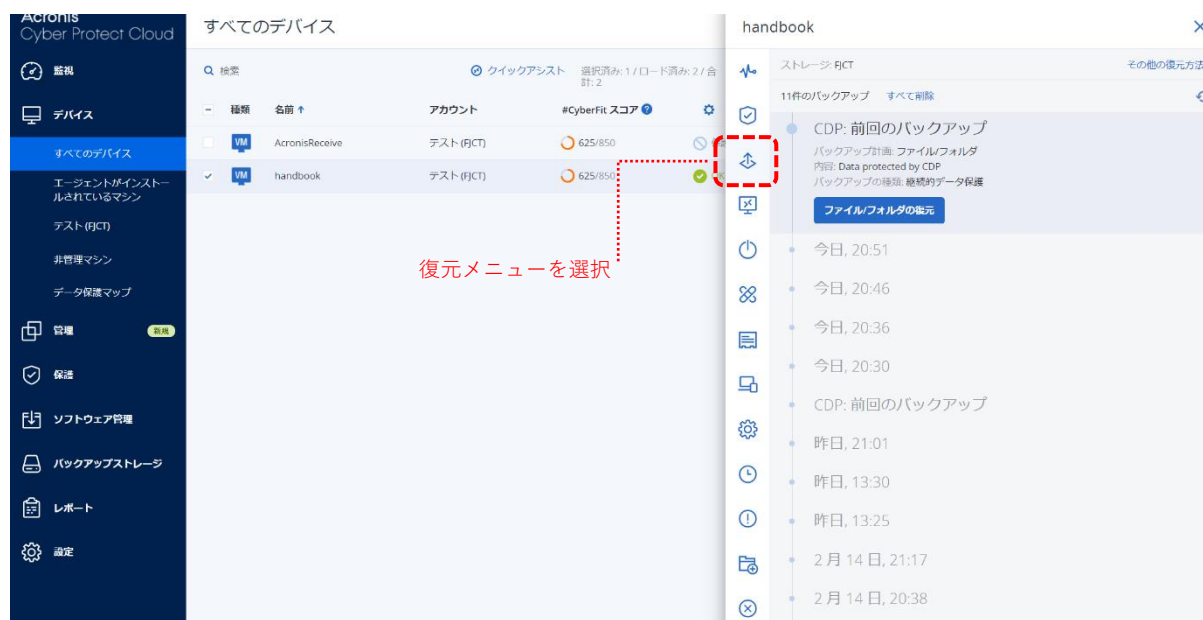 Acronis
Cyber Protect Cloud
監視
デバイス
すべてのデバイス
エージェントがインストー
ルされているマシン
テスト (FJCT)
非管理マシン
データ保護マップ
管理
新規
保護
ソフトウェア管理
バックアップストレージ
レポート
設定
すべてのデバイス
検索
クイックアシスト
選択済み: 1 / ロード済み: 2 / 合
計: 2
種類 名前 アカウント #CyberFit スコア
VM AcronisReceive テスト (FJCT) 625/850
VM handbook テスト (FJCT) 625/850
復元メニューを選択
handbook
ストレージ: FJCT その他の復元方法
11件のバックアップ すべて削除
CDP: 前回のバックアップ
バックアップ計画: ファイル/フォルダ
内容: Data protected by CDP
バックアップの種類: 継続的データ保護
ファイル/フォルダの復元
今日, 20:51
今日, 20:46
今日, 20:36
今日, 20:30
CDP: 前回のバックアップ
昨日, 21:01
昨日, 13:30
昨日, 13:25
2 月 14 日, 21:17
2 月 14 日, 20:38